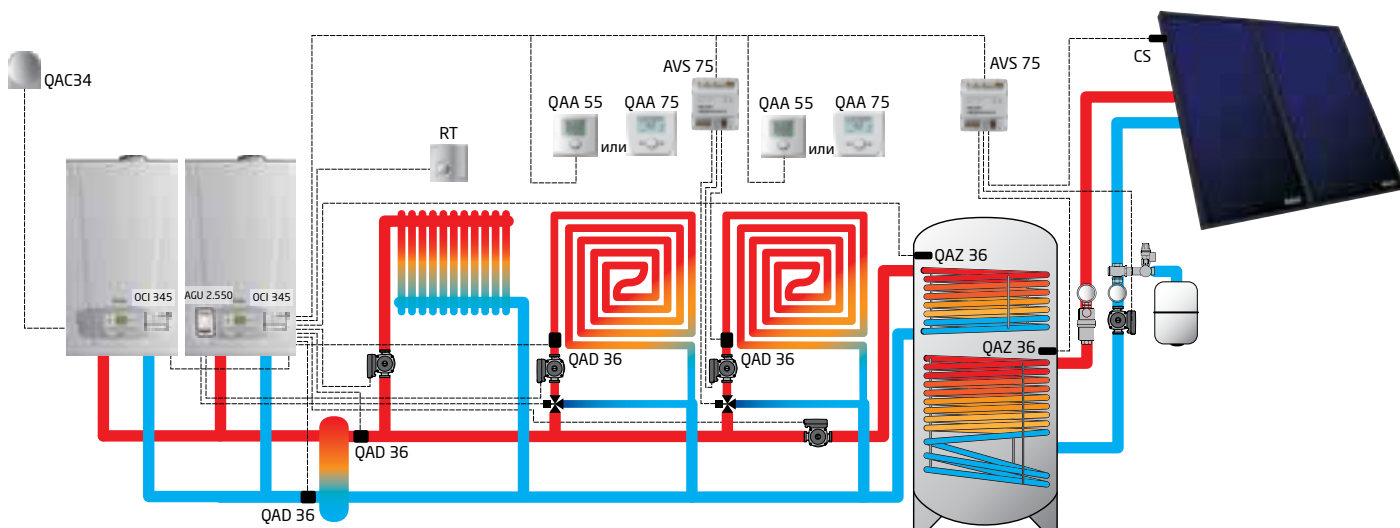 QAC34
RT
QAA 55 или QAA 75
AVS 75
QAA 55 или QAA 75
AVS 75
CS
OCI 345
AGU 2.550
OCI 345
QAD 36
QAD 36
QAZ 36
QAZ 36
QAD 36
QAD 36